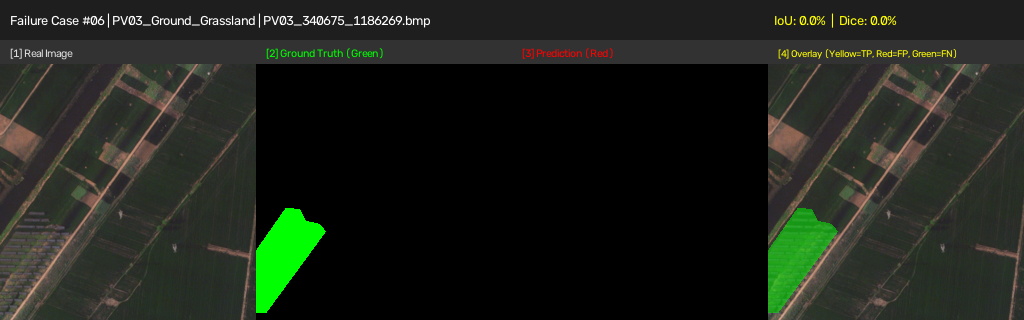 Failure Case #06 | PV03_Ground_Grassland | PV03_340675_1186269.bmp
IoU: 0.0% | Dice: 0.0%
[1] Real Image
[2] Ground Truth (Green)
[3] Prediction (Red)
[4] Overlay (Yellow=TP, Red=FP, Green=FN)